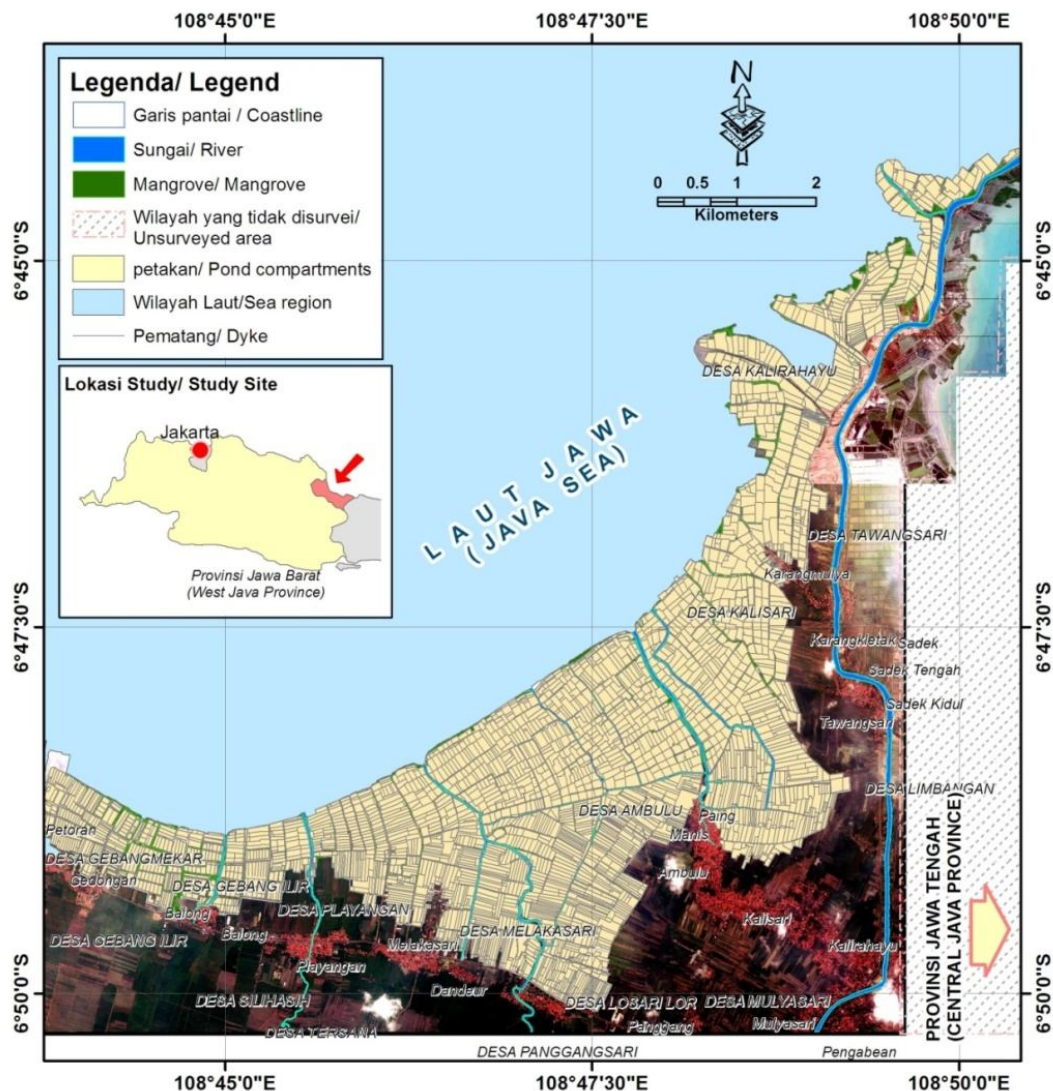 108°45'0"E
108°47'30"E
108°50'0"E
Legenda/ Legend
Garis pantai / Coastline
Sungai/ River
Mangrove/ Mangrove
Wilayah yang tidak disurvei/
Unsurveyed area
petakan/ Pond compartments
Wilayah Laut/Sea region
Pematang/ Dyke
N
0 0.5 1 2
Kilometers
6°45'0"S
6°45'0"S
Lokasi Study/ Study Site
Jakarta
Provinsi Jawa Barat
(West Java Province)
LAUT JAWA
(JAVA SEA)
DESA KALIRAHAYU
DESA TAWANGSARI
Karangmulya
DESA KALISARI
6°47'30"S
6°47'30"S
Karangkletak
Sadek
Sadek Tengah
Sadek Kidul
Tawangsari
DESA LIMBANGAN
DESA AMBULU
Paing
Manis
Petoran
DESA GEBANGMEKAR
Gedongan
DESA GEBANG ILIR
Ambulu
Balong
DESA PLAYANGAN
Kalisari
DESA GEBANG ILIR
Balong
Melakasari
DESA MELAKASARI
Kalirahayu
Playangan
Dandeur
6°50'0"S
6°50'0"S
DESA SILIHASIH
DESA LOSARI LOR
DESA MULYASARI
DESA TERSANA
Panggang
Mulyasari
DESA PANGGANGSARI
Pengabean
PROVINSI JAWA TENGAH
(CENTRAL JAVA PROVINCE)
108°45'0"E
108°47'30"E
108°50'0"E